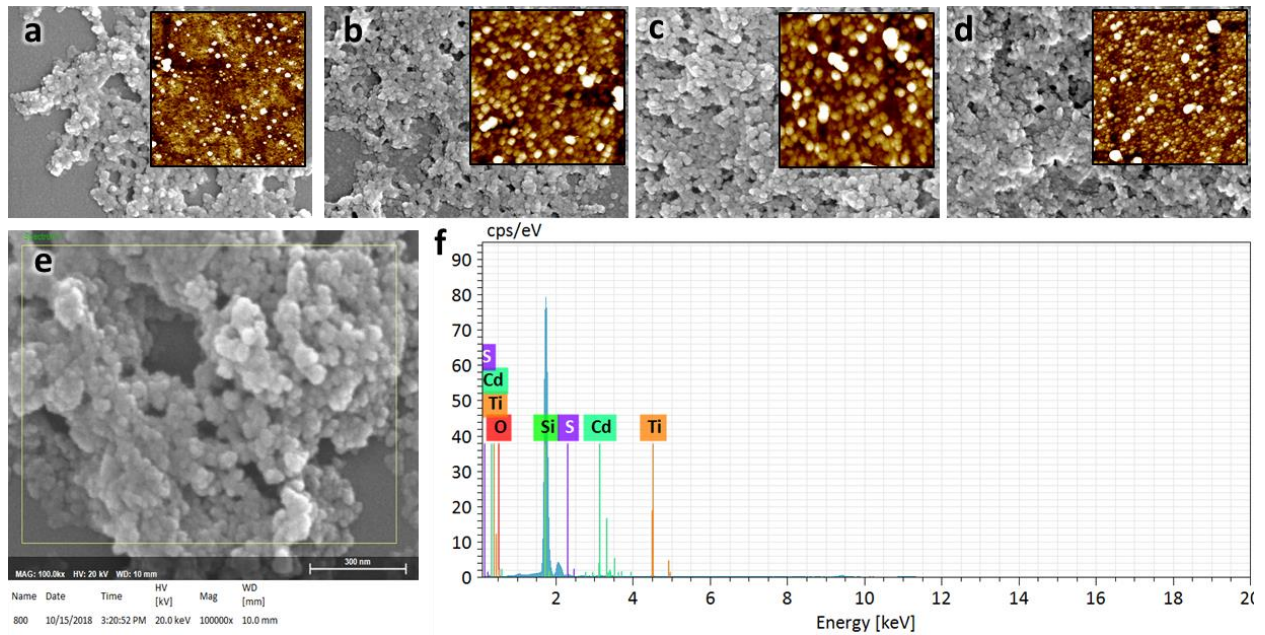 a
b
c
d
e
MAG: 100.0kx HV: 20 kV WD: 10 mm
300 nm
Name Date Time HV [kV] Mag WD [mm]
800 10/15/2018 3:20:52 PM 20.0 keV 100000x 10.0 mm
f
cps/eV
90
80
70
60
50
40
30
20
10
0
S
Cd
Ti
O
Si
S
Cd
Ti
2 4 6 8 10 12 14 16 18 20
Energy [keV]